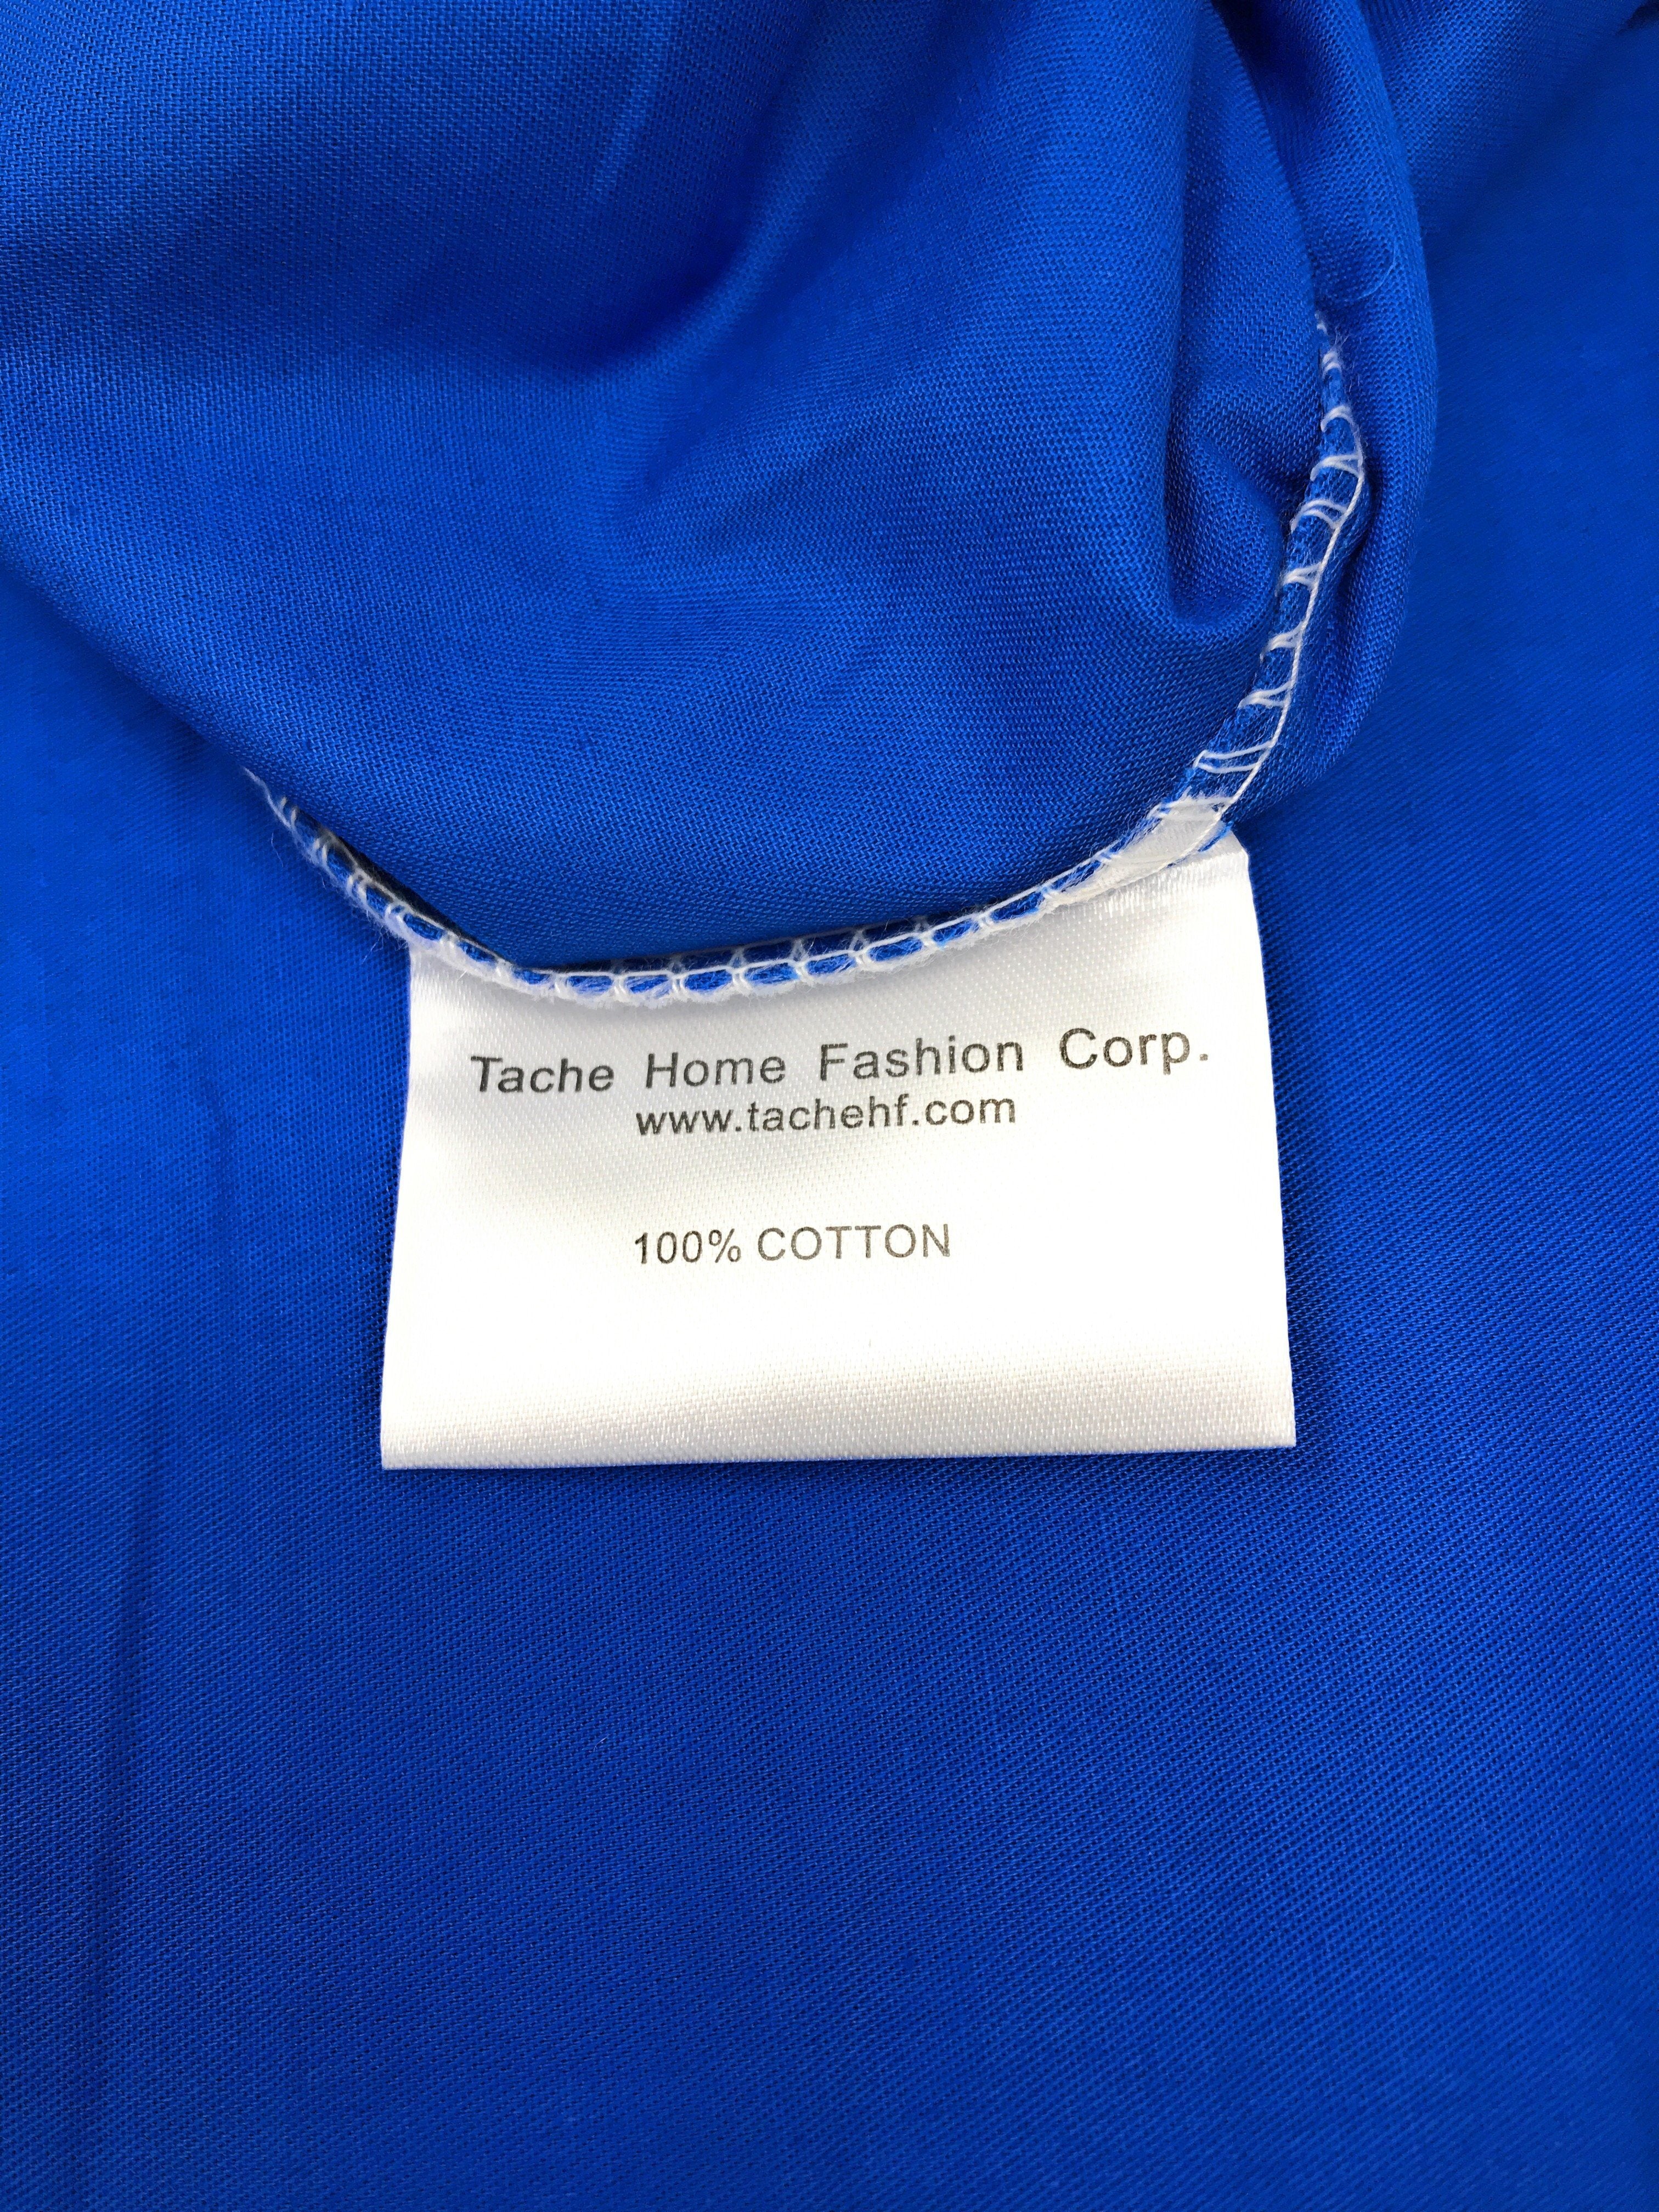 Tache Home Fashion Corp.
www.tachehf.com
100% COTTON